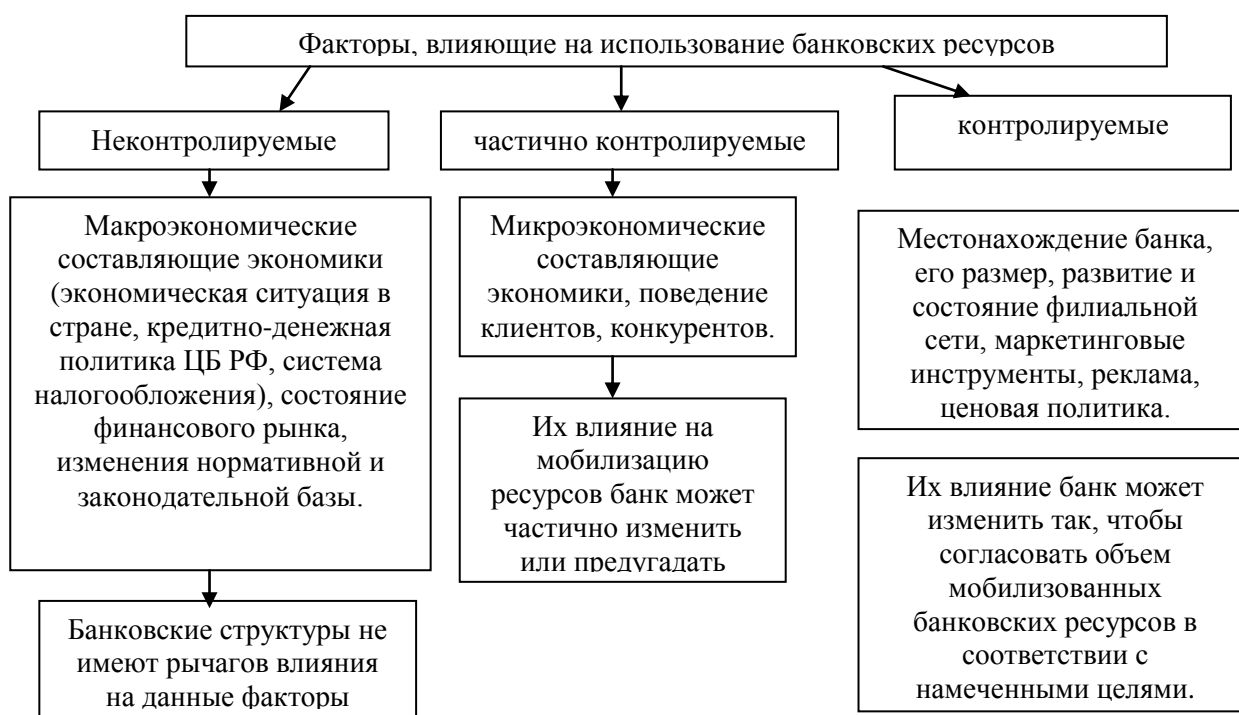 Факторы, влияющие на использование банковских ресурсов
Неконтролируемые
частично контролируемые
контролируемые
Макроэкономические
составляющие экономики
(экономическая ситуация в
стране, кредитно-денежная
политика ЦБ РФ, система
налогообложения), состояние
финансового рынка,
изменения нормативной и
законодательной базы.
Микроэкономические
составляющие
экономики, поведение
клиентов, конкурентов.
Местонахождение банка,
его размер, развитие и
состояние филиальной
сети, маркетинговые
инструменты, реклама,
ценовая политика.
Банковские структуры не
имеют рычагов влияния
на данные факторы
Их влияние на
мобилизацию
ресурсов банк может
частично изменить
или предугадать
Их влияние банк может
изменить так, чтобы
согласовать объем
мобилизованных
банковских ресурсов в
соответствии с
намеченными целями.